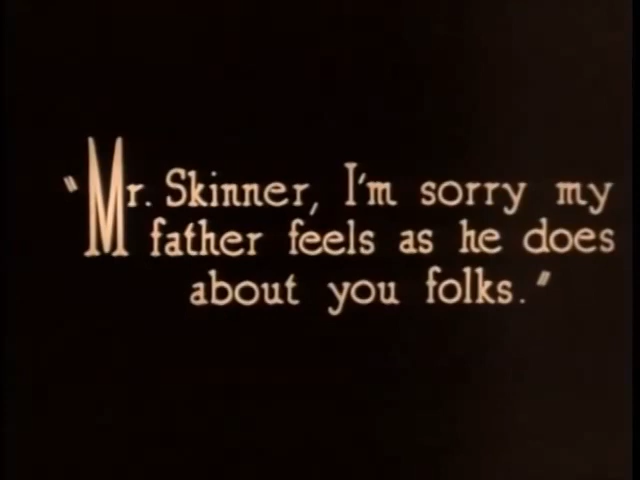 "Mr. Skinner, I'm sorry my
father feels as he does
about you folks."